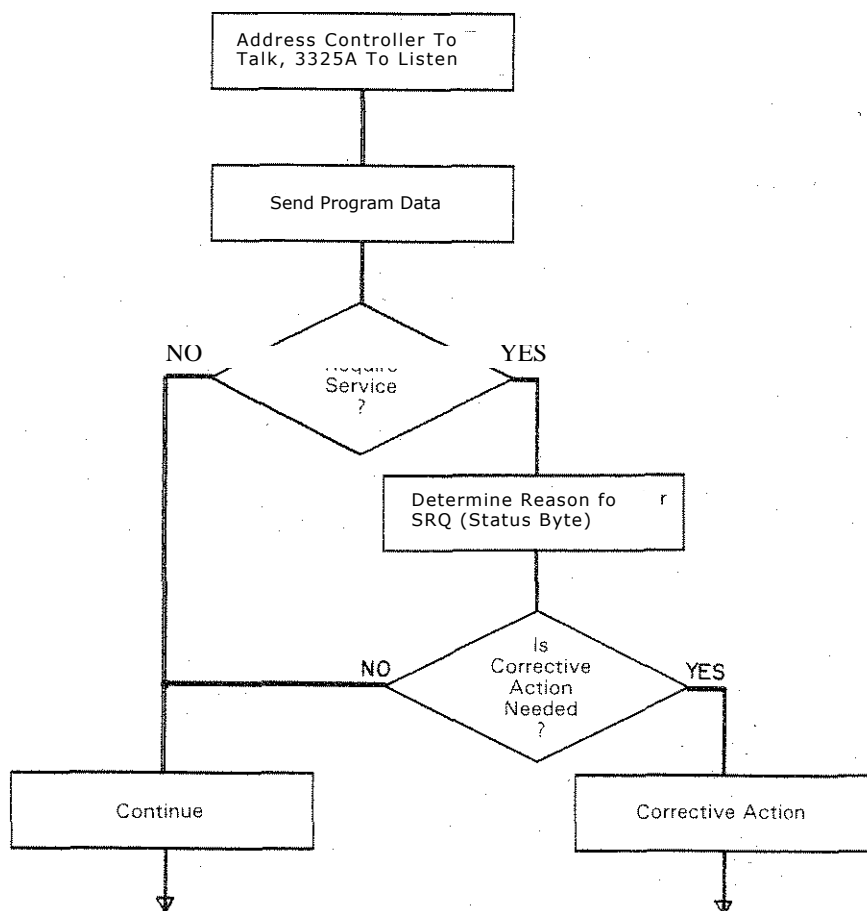 Address Controller To
Talk, 3325A To Listen
Send Program Data
NO
YES
Service
?
Determine Reason fo r
SRQ (Status Byte)
Is
Corrective
Action
Needed
?
NO
YES
Continue
Corrective Action